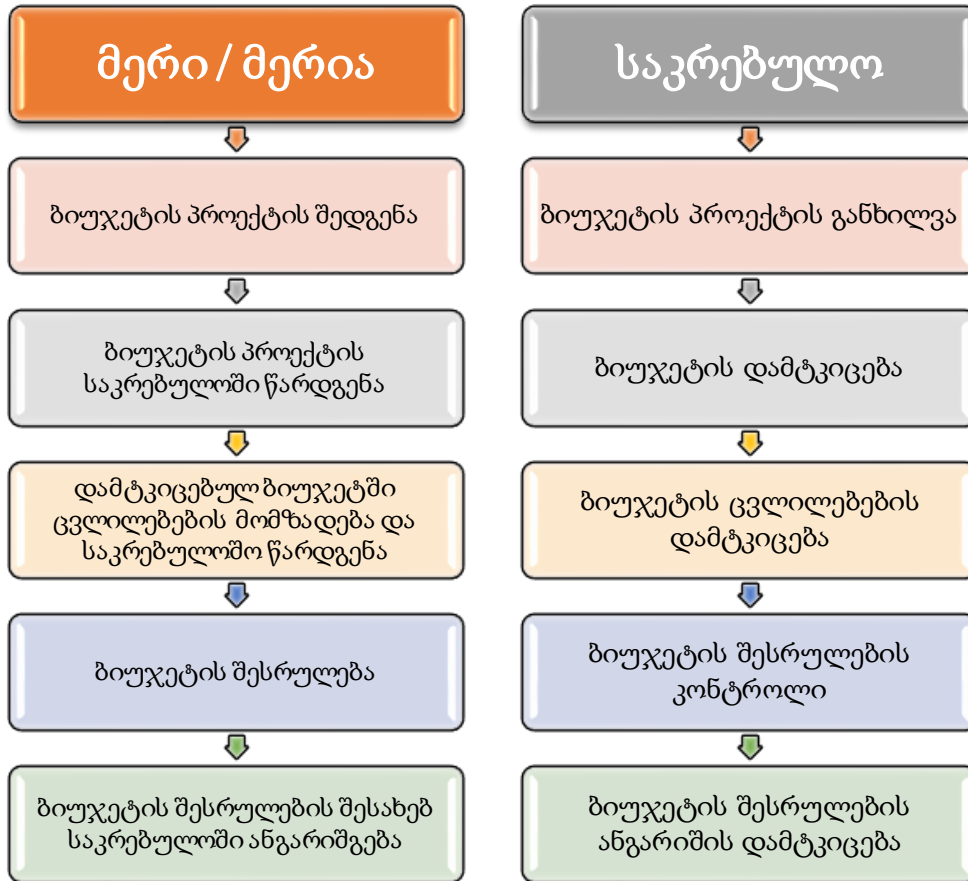 მერი / მერია
ბიუჯეტის პროექტის შედგენა
ბიუჯეტის პროექტის
საკრებულოში წარდგენა
დამტკიცებულ ბიუჯეტში
ცვლილებების მომზადება და
საკრებულოშო წარდგენა
ბიუჯეტის შესრულება
ბიუჯეტის შესრულების შესახებ
საკრებულოში ანგარიშგება
საკრებულო
ბიუჯეტის პროექტის განხილვა
ბიუჯეტის დამტკიცება
ბიუჯეტის ცვლილებების
დამტკიცება
ბიუჯეტის შესრულების
კონტროლი
ბიუჯეტის შესრულების
ანგარიშის დამტკიცება